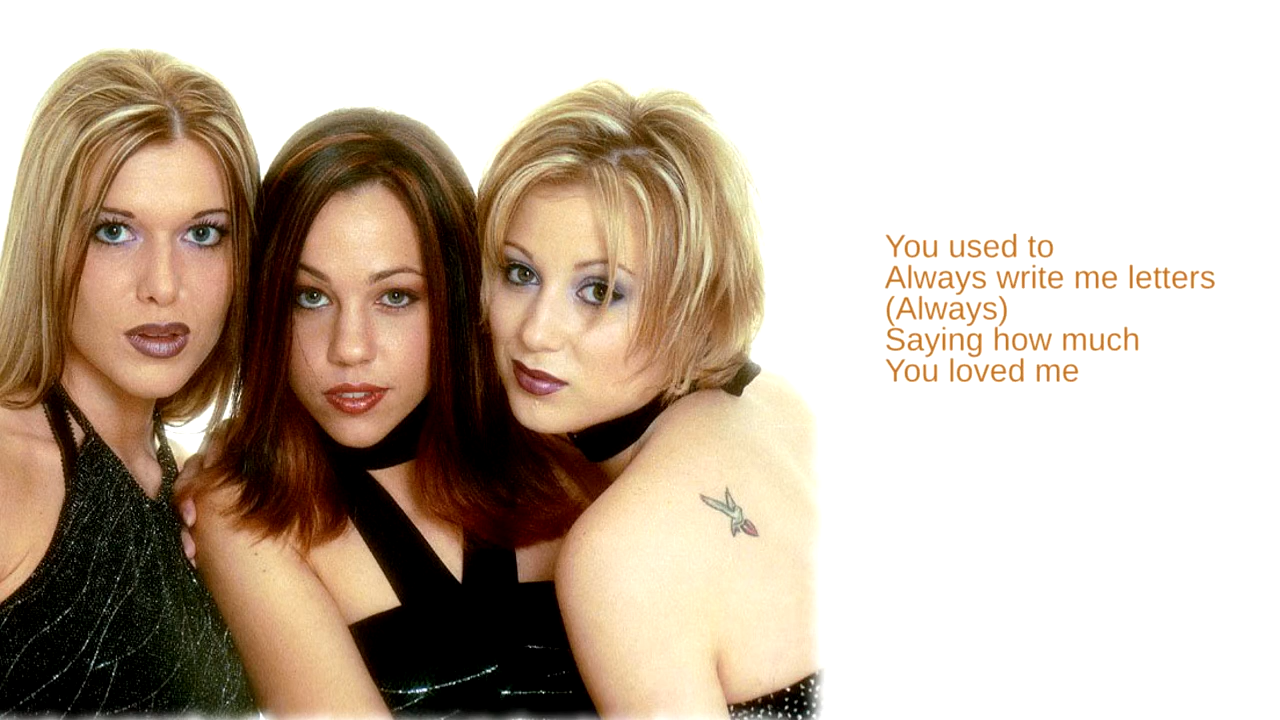 You used to
Always write me letters
(Always)
Saying how much
You loved me